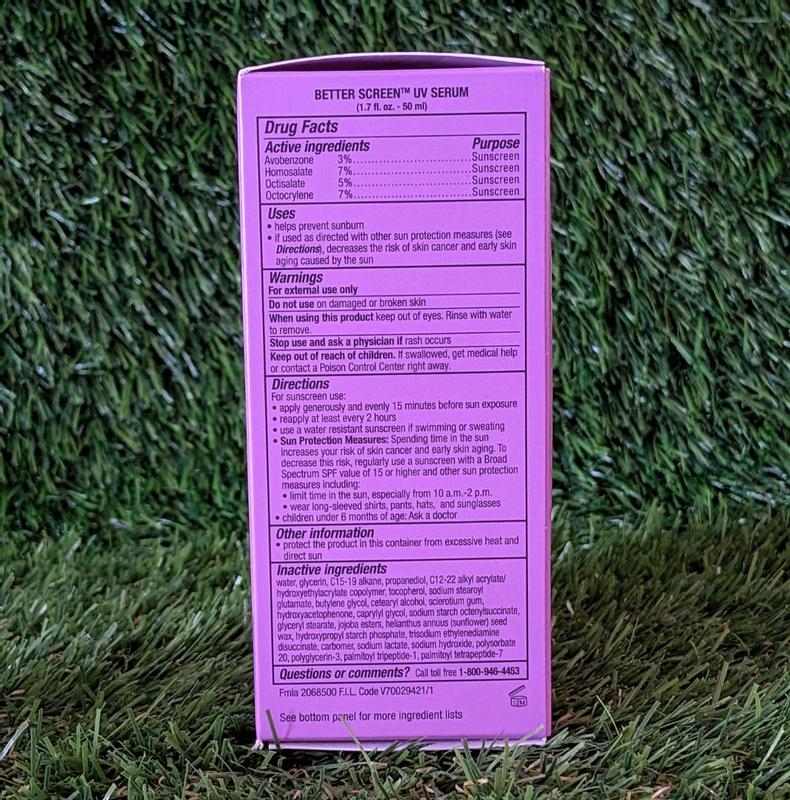 BETTER SCREEN™ UV SERUM
(1.7 fl. oz. - 50 ml)
Drug Facts
Active ingredients Purpose
Avobenzone 3%..............................Sunscreen
Homosalate 7%..............................Sunscreen
Octisalate 5%..............................Sunscreen
Octocrylene 7%..............................Sunscreen
Uses
• helps prevent sunburn
• if used as directed with other sun protection measures (see
Directions), decreases the risk of skin cancer and early skin
aging caused by the sun
Warnings
For external use only
Do not use on damaged or broken skin
When using this product keep out of eyes. Rinse with water
to remove.
Stop use and ask a physician if rash occurs
Keep out of reach of children. If swallowed, get medical help
or contact a Poison Control Center right away.
Directions
For sunscreen use:
• apply generously and evenly 15 minutes before sun exposure
• reapply at least every 2 hours
• use a water resistant sunscreen if swimming or sweating
• Sun Protection Measures: Spending time in the sun
increases your risk of skin cancer and early skin aging. To
decrease this risk, regularly use a sunscreen with a Broad
Spectrum SPF value of 15 or higher and other sun protection
measures including:
• limit time in the sun, especially from 10 a.m.-2 p.m.
• wear long-sleeved shirts, pants, hats, and sunglasses
• children under 6 months of age: Ask a doctor
Other information
• protect the product in this container from excessive heat and
direct sun
Inactive ingredients
water, glycerin, C15-19 alkane, propanediol, C12-22 alkyl acrylate/
hydroxyethylacrylate copolymer, tocopherol, sodium stearoyl
glutamate, butylene glycol, cetearyl alcohol, sclerotium gum,
hydroxyacetophenone, caprylyl glycol, sodium starch octenylsuccinate,
glyceryl stearate, jojoba esters, helianthus annuus (sunflower) seed
wax, hydroxypropyl starch phosphate, trisodium ethylenediamine
disuccinate, carbomer, sodium lactate, sodium hydroxide, polysorbate
20, polyglycerin-3, palmitoyl tripeptide-1, palmitoyl tetrapeptide-7
Questions or comments? Call toll free 1-800-946-4453
Fmla 2068500 F.I.L. Code V70029421/1
12M
See bottom panel for more ingredient lists